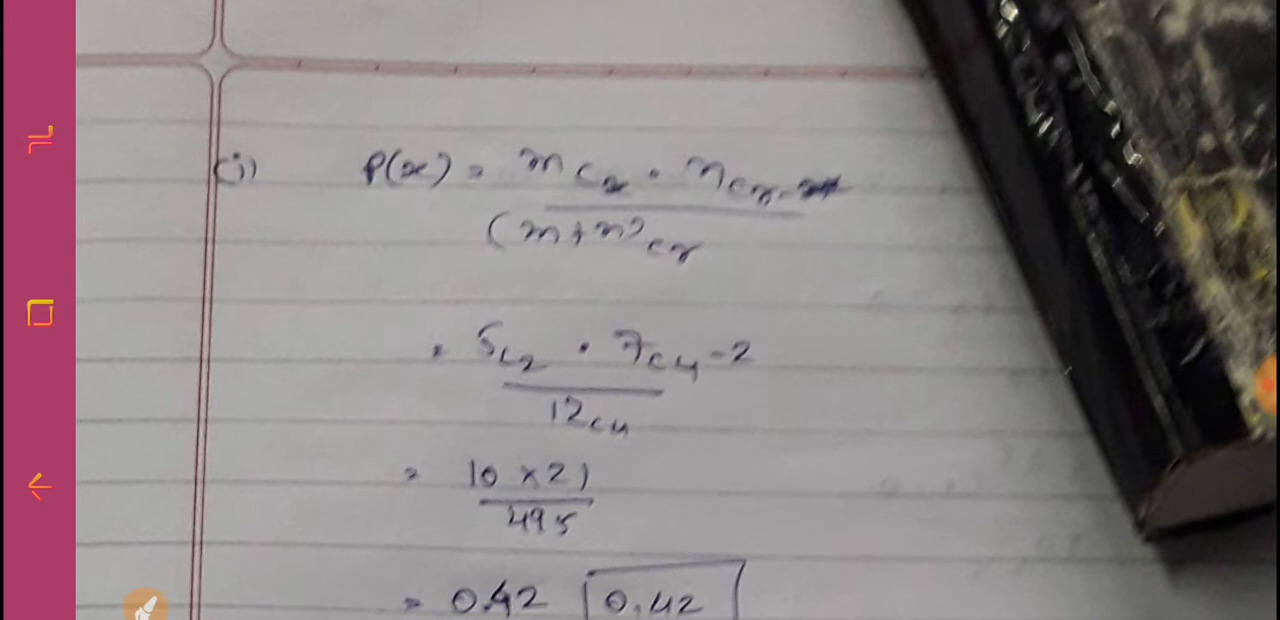 (i) P(x) = mCx . nCr-x
(m+n)Cr
= 5C2 . 7C4-2
12C4
= 10 x 21
495
= 0.42 0.42